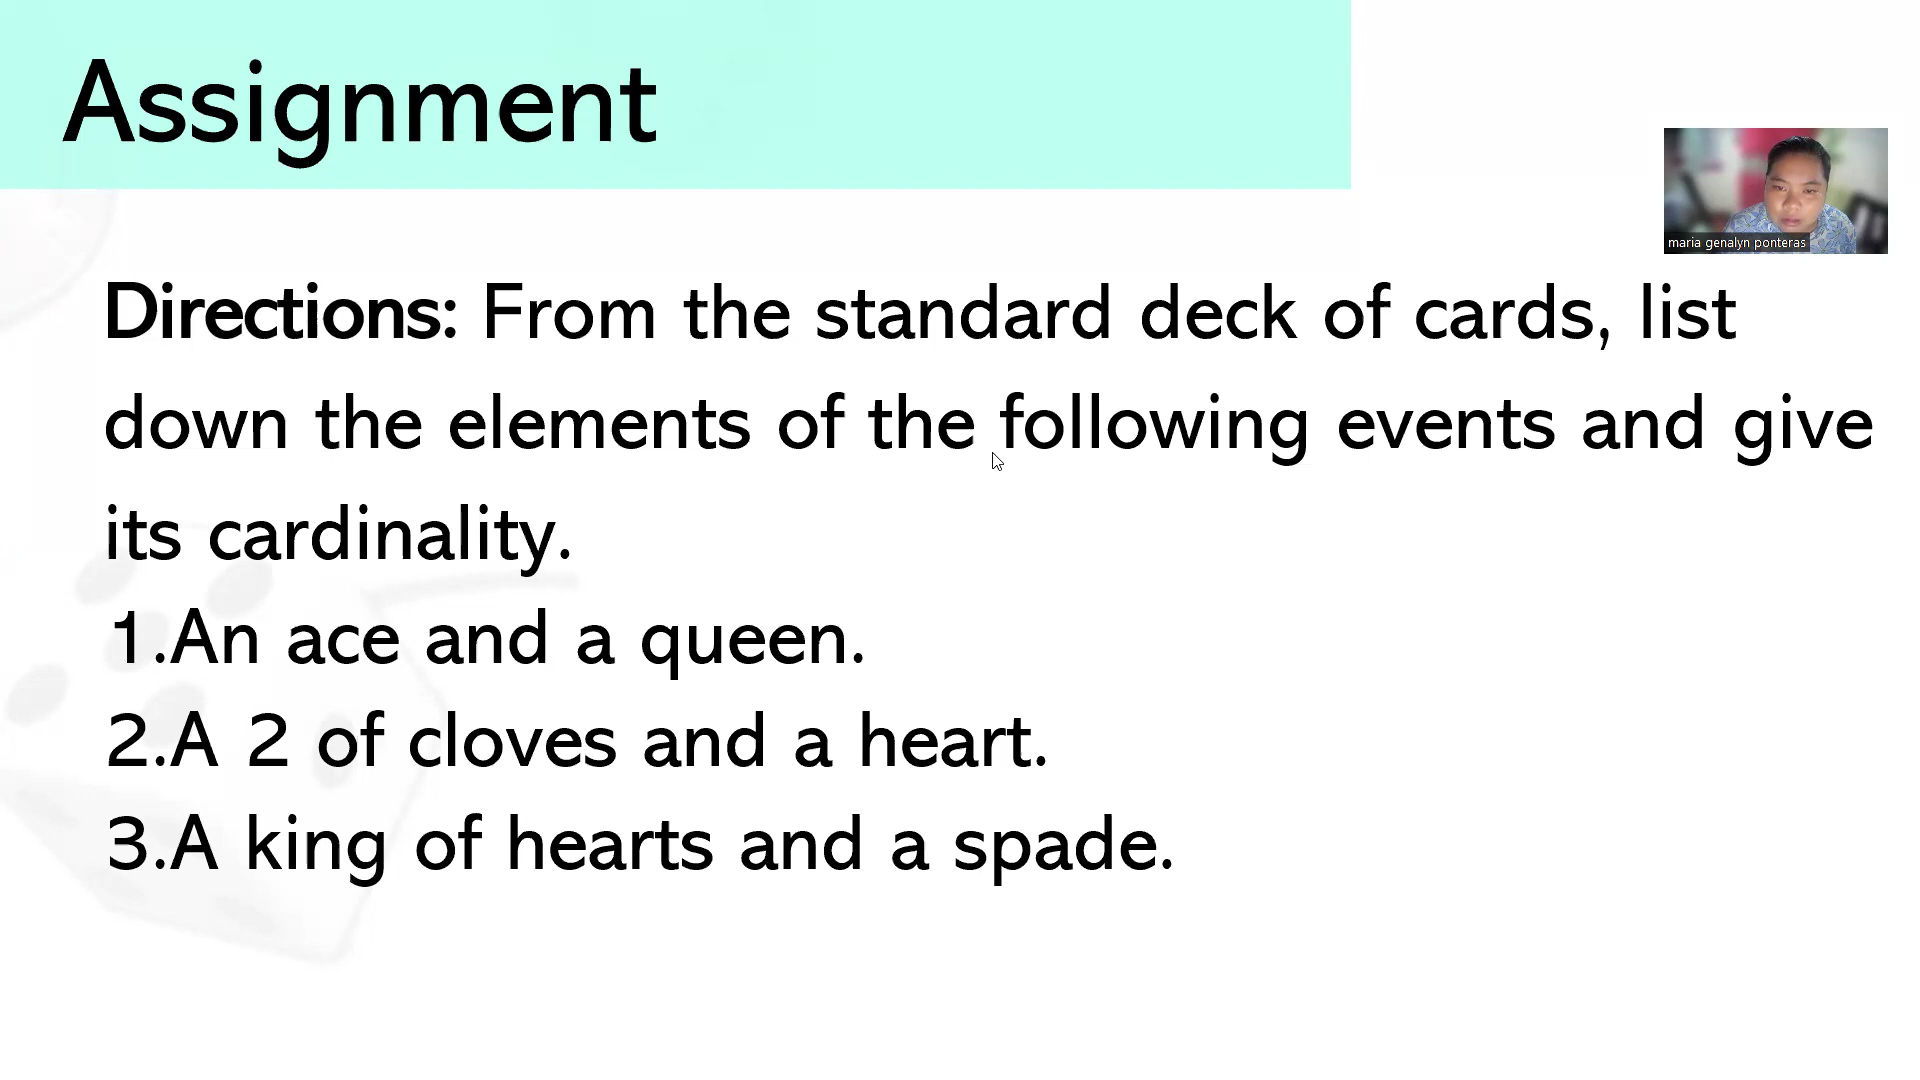 Assignment
maria genalyn ponteras
Directions: From the standard deck of cards, list
down the elements of the following events and give
its cardinality.
1.An ace and a queen.
2.A 2 of cloves and a heart.
3.A king of hearts and a spade.